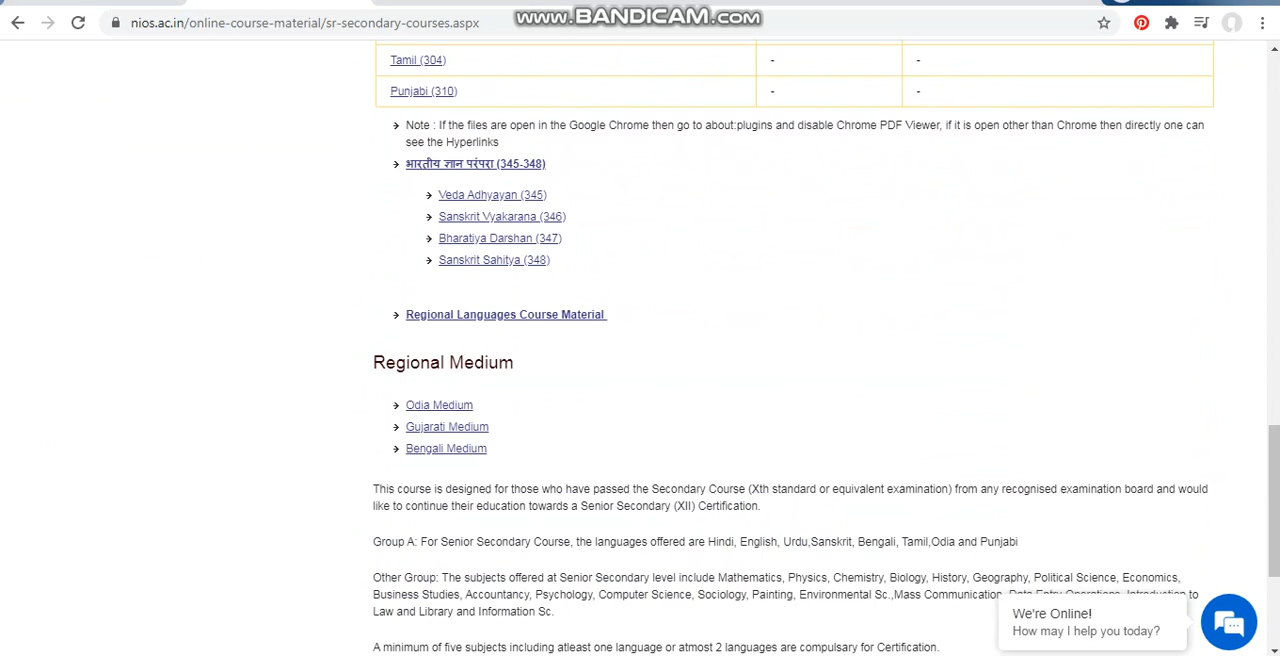 nios.ac.in/online-course-material/sr-secondary-courses.aspx
www.BANDICAM.com
Tamil (304) - -
Punjabi (310) - -
Note : If the files are open in the Google Chrome then go to about:plugins and disable Chrome PDF Viewer, if it is open other than Chrome then directly one can
see the Hyperlinks
भारतीय ज्ञान परंपरा (345-348)
Veda Adhyayan (345)
Sanskrit Vyakarana (346)
Bharatiya Darshan (347)
Sanskrit Sahitya (348)
Regional Languages Course Material
Regional Medium
Odia Medium
Gujarati Medium
Bengali Medium
This course is designed for those who have passed the Secondary Course (Xth standard or equivalent examination) from any recognised examination board and would
like to continue their education towards a Senior Secondary (XII) Certification.
Group A: For Senior Secondary Course, the languages offered are Hindi, English, Urdu,Sanskrit, Bengali, Tamil,Odia and Punjabi
Other Group: The subjects offered at Senior Secondary level include Mathematics, Physics, Chemistry, Biology, History, Geography, Political Science, Economics,
Business Studies, Accountancy, Psychology, Computer Science, Sociology, Painting, Environmental Sc.,Mass Communication, Data Entry Operations, Introduction to
Law and Library and Information Sc.
We're Online!
How may I help you today?
A minimum of five subjects including atleast one language or atmost 2 languages are compulsary for Certification.